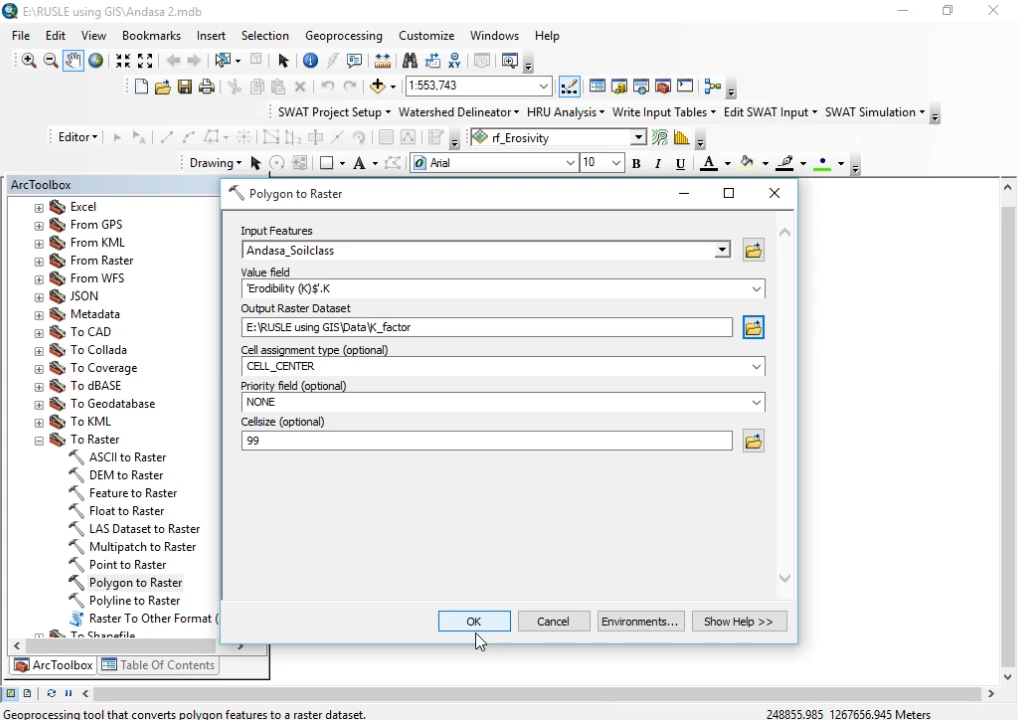 E:\RUSLE using GIS\Andasa 2.mdb
File Edit View Bookmarks Insert Selection Geoprocessing Customize Windows Help
1:553,743
SWAT Project Setup Watershed Delineator HRU Analysis Write Input Tables Edit SWAT Input SWAT Simulation
Editor rf_Erosivity
Drawing A Arial 10 B I U A
ArcToolbox
Excel
From GPS
From KML
From Raster
From WFS
JSON
Metadata
To CAD
To Collada
To Coverage
To dBASE
To Geodatabase
To KML
To Raster
ASCII to Raster
DEM to Raster
Feature to Raster
Float to Raster
LAS Dataset to Raster
Multipatch to Raster
Point to Raster
Polygon to Raster
Polyline to Raster
Raster To Other Format (
To Shapefile
ArcToolbox Table Of Contents
Polygon to Raster
Input Features
Andasa_Soilclass
Value field
'Erodibility (K)$'.K
Output Raster Dataset
E:\RUSLE using GIS\Data\K_factor
Cell assignment type (optional)
CELL_CENTER
Priority field (optional)
NONE
Cellsize (optional)
99
OK Cancel Environments... Show Help >>
Geoprocessing tool that converts polygon features to a raster dataset.
248855.985 1267656.945 Meters